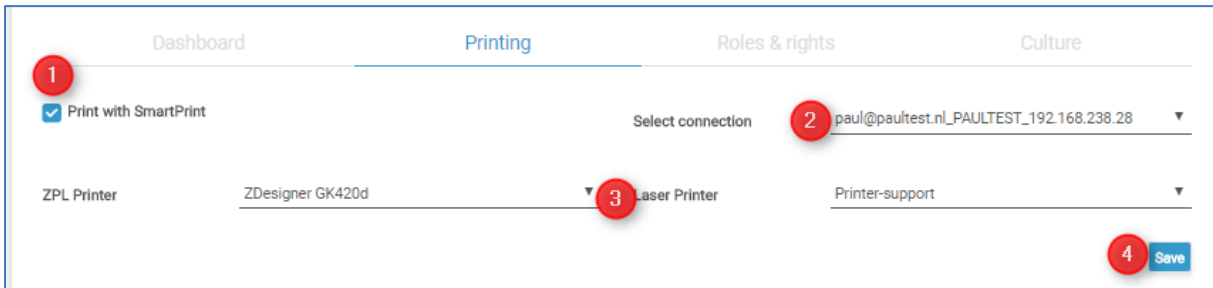 Dashboard Printing Roles & rights Culture
1
Print with SmartPrint
Select connection 2 paul@paultest.nl_PAULTEST_192.168.238.28
ZPL Printer ZDesigner GK420d 3 Laser Printer Printer-support
4 Save